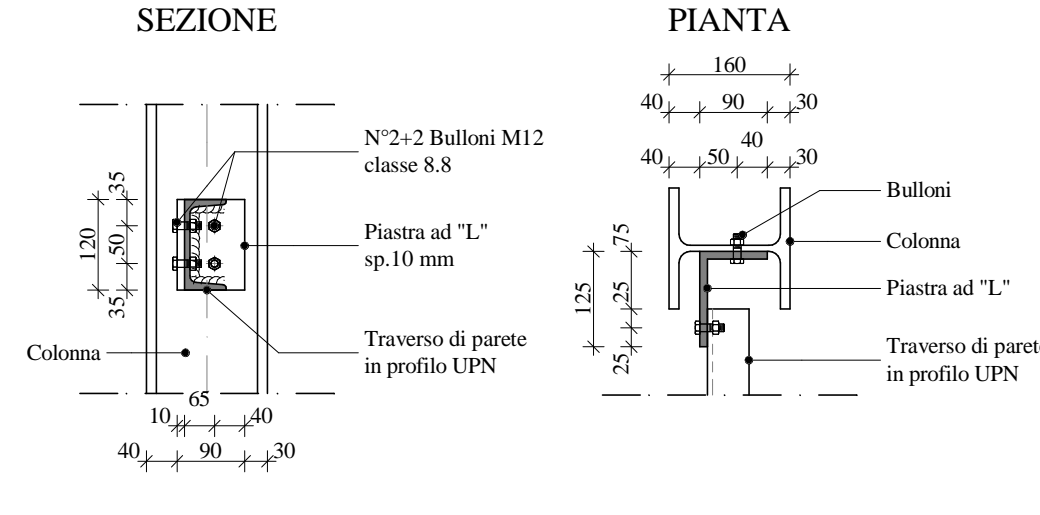 SEZIONE
PIANTA
N°2+2 Bulloni M12
classe 8.8
Piastra ad "L"
sp.10 mm
Traverso di parete
in profilo UPN
Colonna
35
50
35
120
65
10
40
40
90
30
160
40
90
30
40
40
50
30
Bulloni
Colonna
Piastra ad "L"
Traverso di parete
in profilo UPN
75
25
25
125